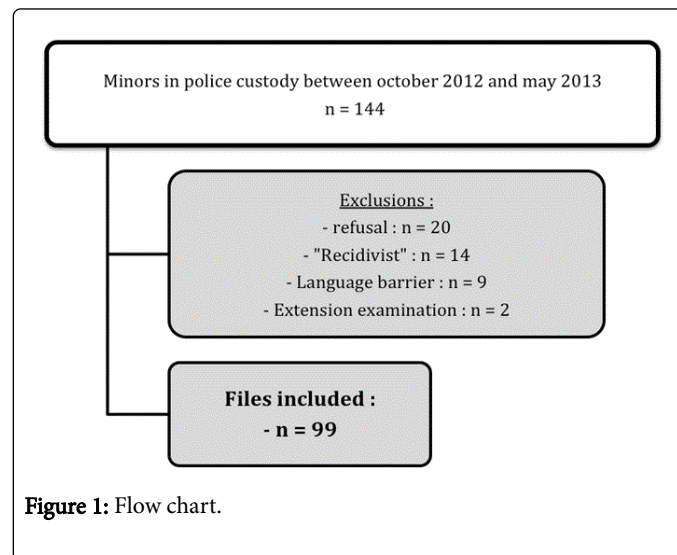 Minors in police custody between october 2012 and may 2013
n = 144
Exclusions :
- refusal : n = 20
- "Recidivist" : n = 14
- Language barrier : n = 9
- Extension examination : n = 2
Files included :
- n = 99
Figure 1: Flow chart.